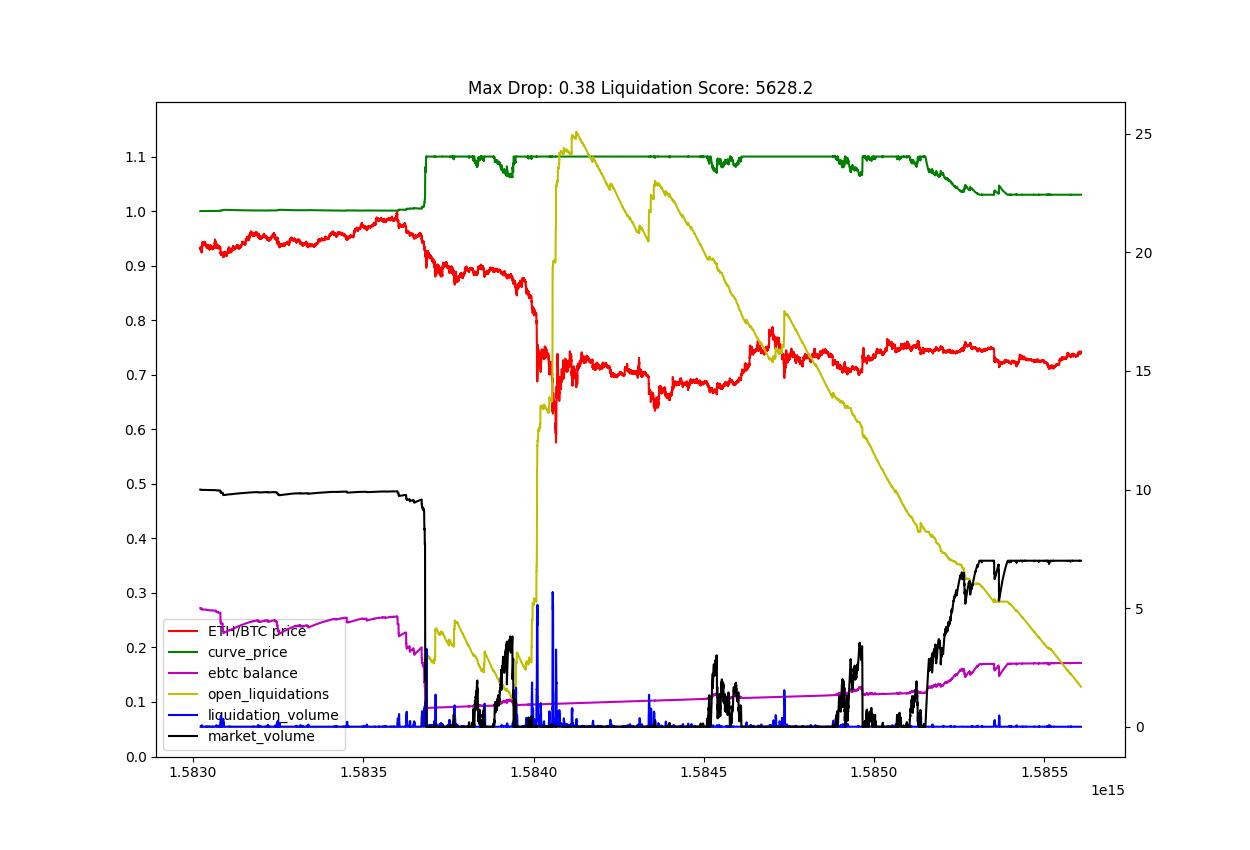 Max Drop: 0.38 Liquidation Score: 5628.2
1.1
1.0
0.9
0.8
0.7
0.6
0.5
0.4
0.3
0.2
0.1
0.0
25
20
15
10
5
0
ETH/BTC price
curve_price
ebtc balance
open_liquidations
liquidation_volume
market_volume
1.5830 1.5835 1.5840 1.5845 1.5850 1.5855
1e15